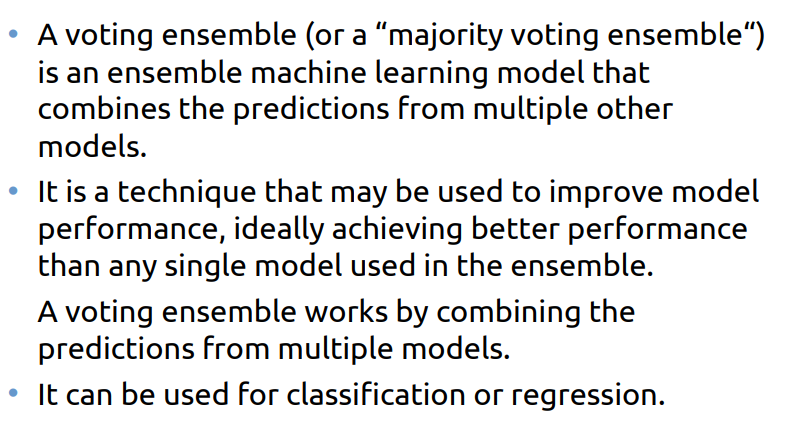 • A voting ensemble (or a “majority voting ensemble“)
is an ensemble machine learning model that
combines the predictions from multiple other
models.
• It is a technique that may be used to improve model
performance, ideally achieving better performance
than any single model used in the ensemble.
A voting ensemble works by combining the
predictions from multiple models.
• It can be used for classification or regression.